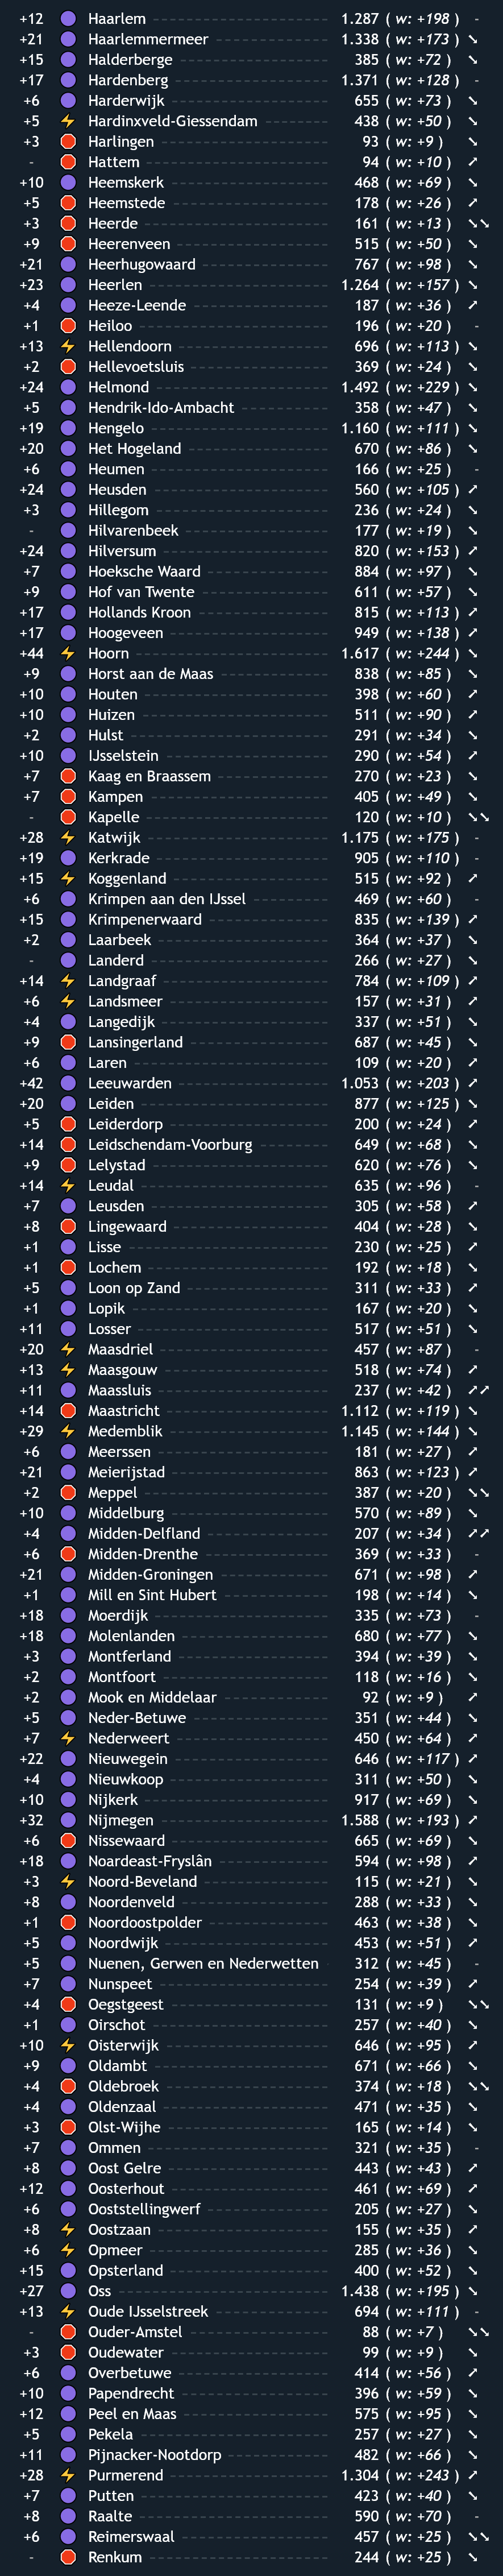 +12 Haarlem 1.287 ( w: +198 ) -
+21 Haarlemmermeer 1.338 ( w: +173 ) ➘
+15 Halderberge 385 ( w: +72 ) ➘
+17 Hardenberg 1.371 ( w: +128 ) -
+6 Harderwijk 655 ( w: +73 ) ➘
+5 ⚡ Hardinxveld-Giessendam 438 ( w: +50 ) ➘
+3 Harlingen 93 ( w: +9 ) ➘
- Hattem 94 ( w: +10 ) ➚
+10 Heemskerk 468 ( w: +69 ) ➘
+5 Heemstede 178 ( w: +26 ) ➚
+3 Heerde 161 ( w: +13 ) ➘➘
+9 Heerenveen 515 ( w: +50 ) ➘
+21 Heerhugowaard 767 ( w: +98 ) ➘
+23 Heerlen 1.264 ( w: +157 ) ➘
+4 Heeze-Leende 187 ( w: +36 ) ➚
+1 Heiloo 196 ( w: +20 ) -
+13 ⚡ Hellendoorn 696 ( w: +113 ) ➘
+2 Hellevoetsluis 369 ( w: +24 ) ➘
+24 Helmond 1.492 ( w: +229 ) ➘
+5 Hendrik-Ido-Ambacht 358 ( w: +47 ) ➘
+19 Hengelo 1.160 ( w: +111 ) ➘
+20 Het Hogeland 670 ( w: +86 ) ➘
+6 Heumen 166 ( w: +25 ) -
+24 Heusden 560 ( w: +105 ) ➚
+3 Hillegom 236 ( w: +24 ) ➘
- Hilvarenbeek 177 ( w: +19 ) ➘
+24 Hilversum 820 ( w: +153 ) ➚
+7 Hoeksche Waard 884 ( w: +97 ) ➘
+9 Hof van Twente 611 ( w: +57 ) ➘
+17 Hollands Kroon 815 ( w: +113 ) ➚
+17 Hoogeveen 949 ( w: +138 ) ➚
+44 ⚡ Hoorn 1.617 ( w: +244 ) ➘
+9 Horst aan de Maas 838 ( w: +85 ) ➘
+10 Houten 398 ( w: +60 ) ➚
+10 Huizen 511 ( w: +90 ) ➚
+2 Hulst 291 ( w: +34 ) ➘
+10 IJsselstein 290 ( w: +54 ) ➚
+7 Kaag en Braassem 270 ( w: +23 ) ➘
+7 Kampen 405 ( w: +49 ) ➘
- Kapelle 120 ( w: +10 ) ➘➘
+28 ⚡ Katwijk 1.175 ( w: +175 ) -
+19 Kerkrade 905 ( w: +110 ) -
+15 ⚡ Koggenland 515 ( w: +92 ) ➚
+6 Krimpen aan den IJssel 469 ( w: +60 ) -
+15 Krimpenerwaard 835 ( w: +139 ) ➚
+2 Laarbeek 364 ( w: +37 ) ➘
- Landerd 266 ( w: +27 ) ➘
+14 ⚡ Landgraaf 784 ( w: +109 ) ➚
+6 ⚡ Landsmeer 157 ( w: +31 ) ➚
+4 Langedijk 337 ( w: +51 ) ➘
+9 Lansingerland 687 ( w: +45 ) ➘
+6 Laren 109 ( w: +20 ) ➚
+42 Leeuwarden 1.053 ( w: +203 ) ➚
+20 Leiden 877 ( w: +125 ) ➘
+5 Leiderdorp 200 ( w: +24 ) ➚
+14 Leidschendam-Voorburg 649 ( w: +68 ) ➘
+9 Lelystad 620 ( w: +76 ) ➘
+14 ⚡ Leudal 635 ( w: +96 ) -
+7 Leusden 305 ( w: +58 ) ➚
+8 Lingewaard 404 ( w: +28 ) ➘
+1 Lisse 230 ( w: +25 ) ➚
+1 Lochem 192 ( w: +18 ) ➘
+5 Loon op Zand 311 ( w: +33 ) ➚
+1 Lopik 167 ( w: +20 ) ➘
+11 Losser 517 ( w: +51 ) ➘
+20 ⚡ Maasdriel 457 ( w: +87 ) -
+13 ⚡ Maasgouw 518 ( w: +74 ) ➚
+11 Maassluis 237 ( w: +42 ) ➚➚
+14 Maastricht 1.112 ( w: +119 ) ➘
+29 ⚡ Medemblik 1.145 ( w: +144 ) ➘
+6 Meerssen 181 ( w: +27 ) ➚
+21 Meierijstad 863 ( w: +123 ) ➚
+2 Meppel 387 ( w: +20 ) ➘➘
+10 Middelburg 570 ( w: +89 ) ➘
+4 Midden-Delfland 207 ( w: +34 ) ➚➚
+6 Midden-Drenthe 369 ( w: +33 ) -
+21 Midden-Groningen 671 ( w: +98 ) ➚
+1 Mill en Sint Hubert 198 ( w: +14 ) ➘
+18 Moerdijk 335 ( w: +73 ) -
+18 Molenlanden 680 ( w: +77 ) ➘
+3 Montferland 394 ( w: +39 ) ➘
+2 Montfoort 118 ( w: +16 ) ➘
+2 Mook en Middelaar 92 ( w: +9 ) ➚
+5 Neder-Betuwe 351 ( w: +44 ) ➘
+7 ⚡ Nederweert 450 ( w: +64 ) ➚
+22 Nieuwegein 646 ( w: +117 ) ➚
+4 Nieuwkoop 311 ( w: +50 ) ➘
+10 Nijkerk 917 ( w: +69 ) ➘
+32 Nijmegen 1.588 ( w: +193 ) ➚
+6 Nissewaard 665 ( w: +69 ) ➘
+18 Noardeast-Fryslân 594 ( w: +98 ) ➚
+3 ⚡ Noord-Beveland 115 ( w: +21 ) ➘
+8 Noordenveld 288 ( w: +33 ) ➘
+1 Noordoostpolder 463 ( w: +38 ) ➘
+5 Noordwijk 453 ( w: +51 ) ➚
+5 Nuenen, Gerwen en Nederwetten 312 ( w: +45 ) -
+7 Nunspeet 254 ( w: +39 ) ➚
+4 Oegstgeest 131 ( w: +9 ) ➘➘
+1 Oirschot 257 ( w: +40 ) ➘
+10 ⚡ Oisterwijk 646 ( w: +95 ) ➚
+9 Oldambt 671 ( w: +66 ) ➘
+4 Oldebroek 374 ( w: +18 ) ➘➘
+4 Oldenzaal 471 ( w: +35 ) ➘
+3 Olst-Wijhe 165 ( w: +14 ) ➘
+7 Ommen 321 ( w: +35 ) -
+8 Oost Gelre 443 ( w: +43 ) ➚
+12 Oosterhout 461 ( w: +69 ) ➚
+6 Ooststellingwerf 205 ( w: +27 ) ➘
+8 ⚡ Oostzaan 155 ( w: +35 ) ➚
+6 ⚡ Opmeer 285 ( w: +36 ) ➘
+15 Opsterland 400 ( w: +52 ) ➘
+27 Oss 1.438 ( w: +195 ) ➘
+13 ⚡ Oude IJsselstreek 694 ( w: +111 ) -
- Ouder-Amstel 88 ( w: +7 ) ➘➘
+3 Oudewater 99 ( w: +9 ) ➘
+6 Overbetuwe 414 ( w: +56 ) ➚
+10 Papendrecht 396 ( w: +59 ) ➘
+12 Peel en Maas 575 ( w: +95 ) ➘
+5 Pekela 257 ( w: +27 ) ➘
+11 Pijnacker-Nootdorp 482 ( w: +66 ) ➘
+28 ⚡ Purmerend 1.304 ( w: +243 ) ➚
+7 Putten 423 ( w: +40 ) ➘
+8 Raalte 590 ( w: +70 ) -
+6 Reimerswaal 457 ( w: +25 ) ➘➘
- Renkum 244 ( w: +25 ) ➘